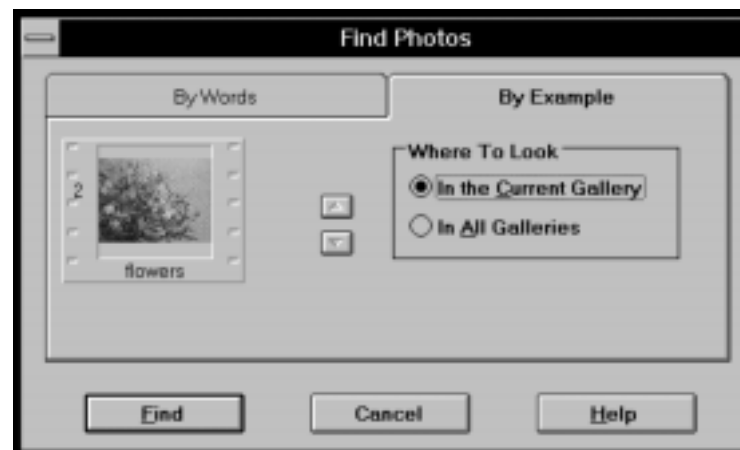 Find Photos
By Words
By Example
Where To Look
2
In the Current Gallery
In All Galleries
flowers
Find
Cancel
Help